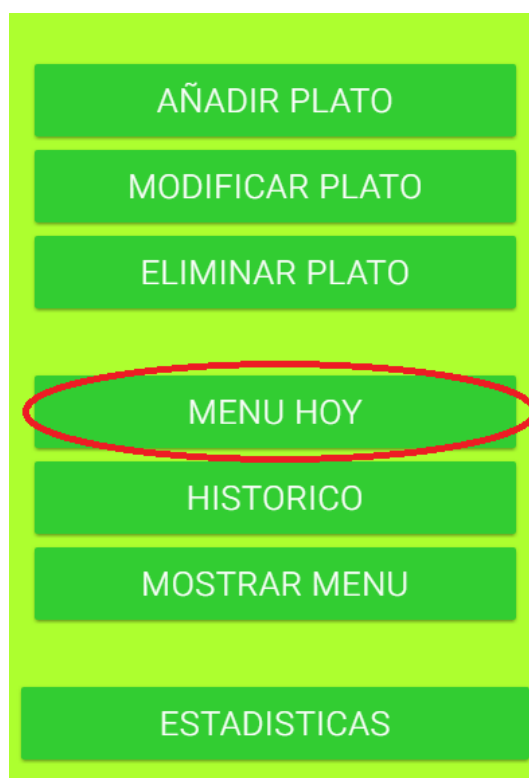 AÑADIR PLATO
MODIFICAR PLATO
ELIMINAR PLATO
MENU HOY
HISTORICO
MOSTRAR MENU
ESTADISTICAS